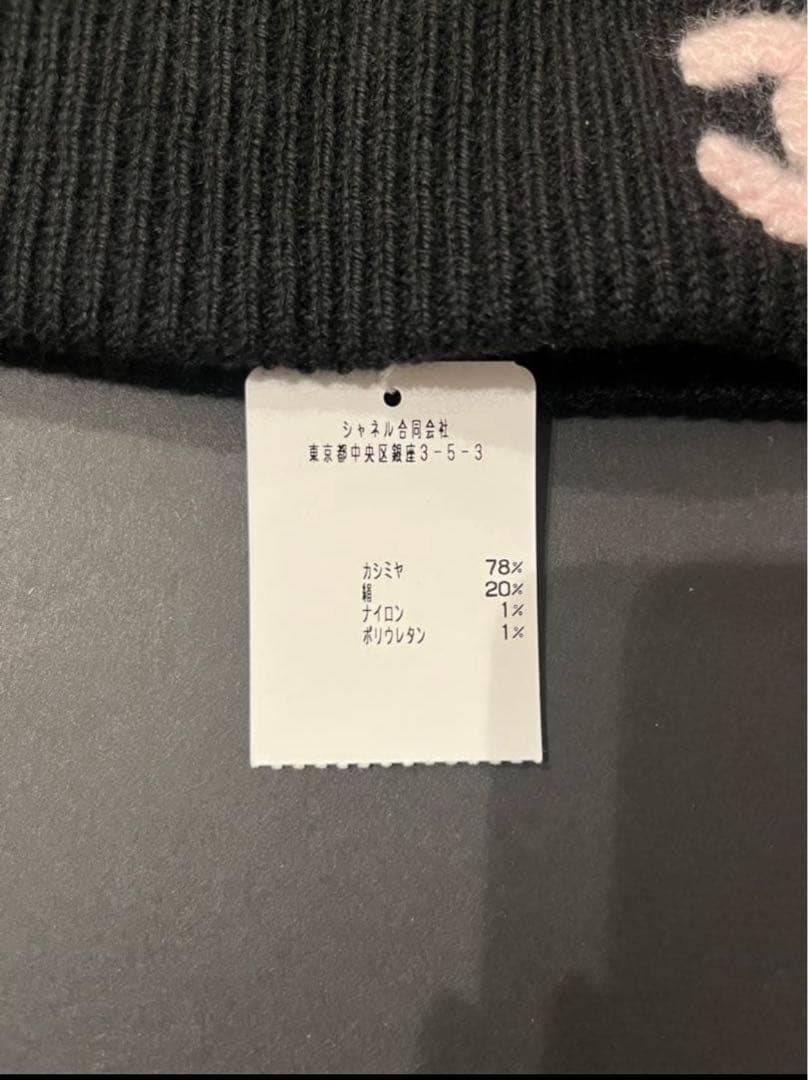 シャネル合同会社
東京都中央区銀座3-5-3
カシミヤ 78%
絹 20%
ナイロン 1%
ポリウレタン 1%